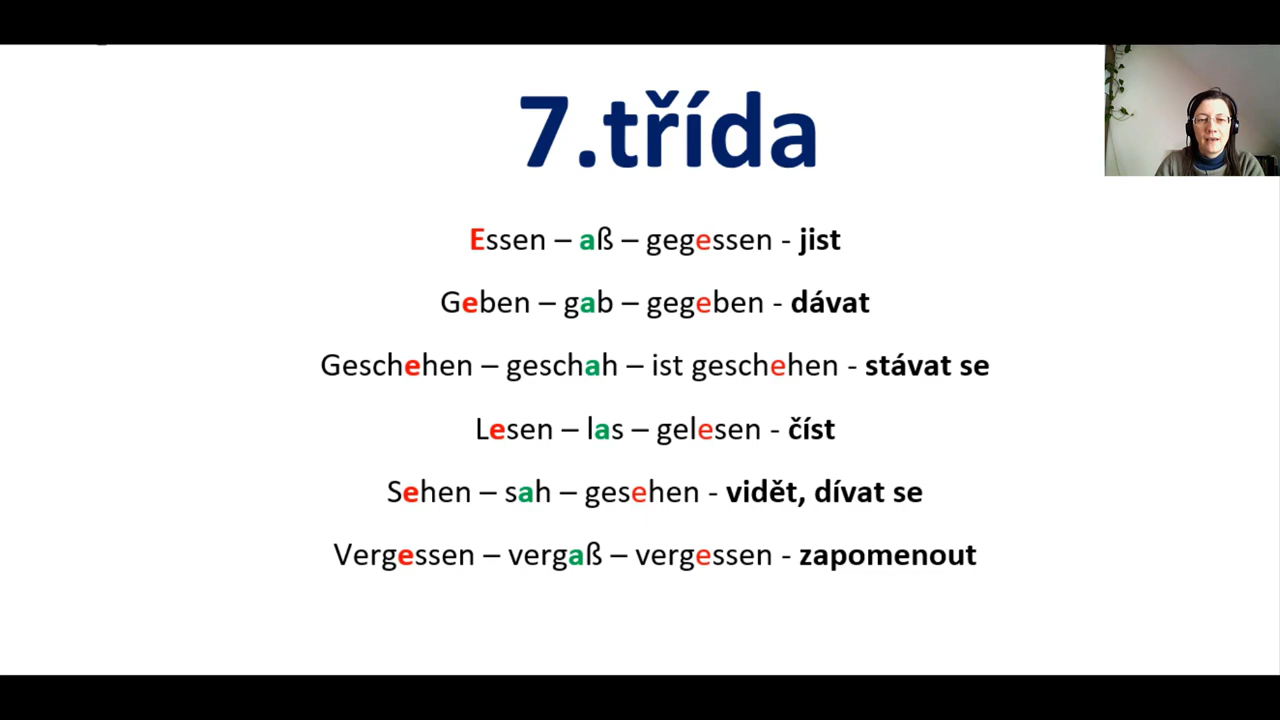 7.třída
Essen – aß – gegessen - jist
Geben – gab – gegeben - dávat
Geschehen – geschah – ist geschehen - stávat se
Lesen – las – gelesen - číst
Sehen – sah – gesehen - vidět, dívat se
Vergessen – vergaß – vergessen - zapomenout